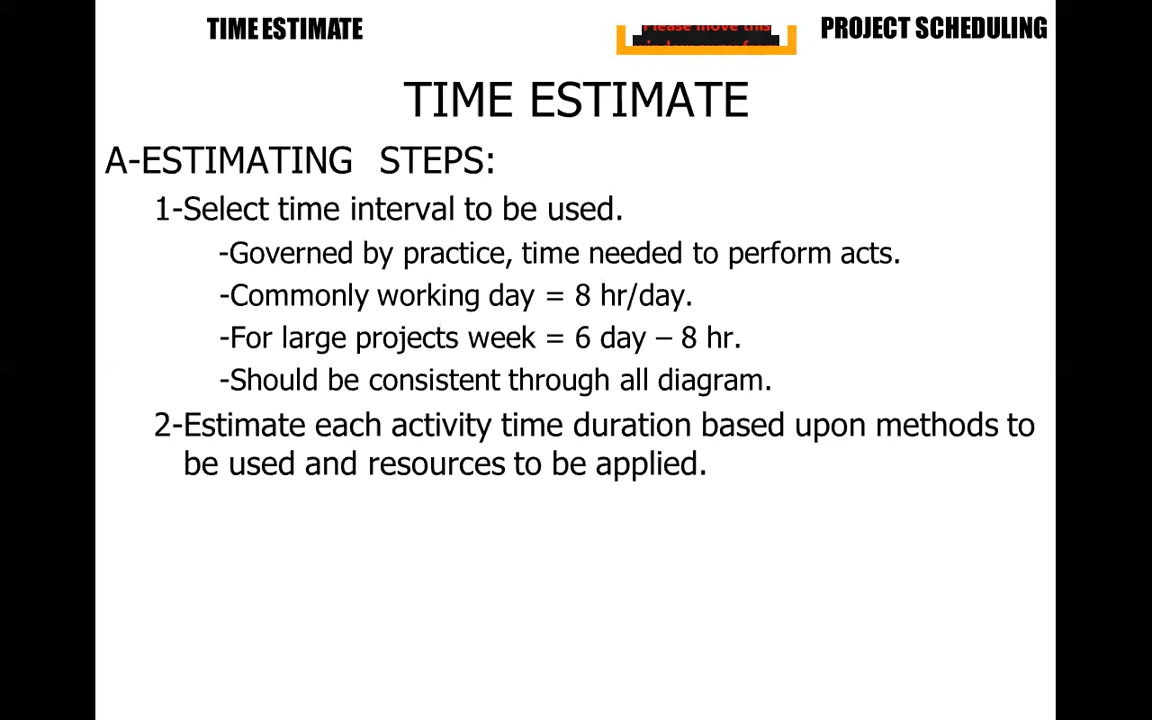 TIME ESTIMATE
Please move this
PROJECT SCHEDULING
TIME ESTIMATE
A-ESTIMATING STEPS:
1-Select time interval to be used.
-Governed by practice, time needed to perform acts.
-Commonly working day = 8 hr/day.
-For large projects week = 6 day – 8 hr.
-Should be consistent through all diagram.
2-Estimate each activity time duration based upon methods to
be used and resources to be applied.